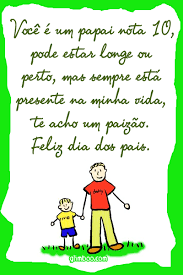 Você é um papai nota 10,
pode estar longe ou
perto, mas sempre está
presente na minha vida,
te acho um paizão.
Feliz dia dos pais.